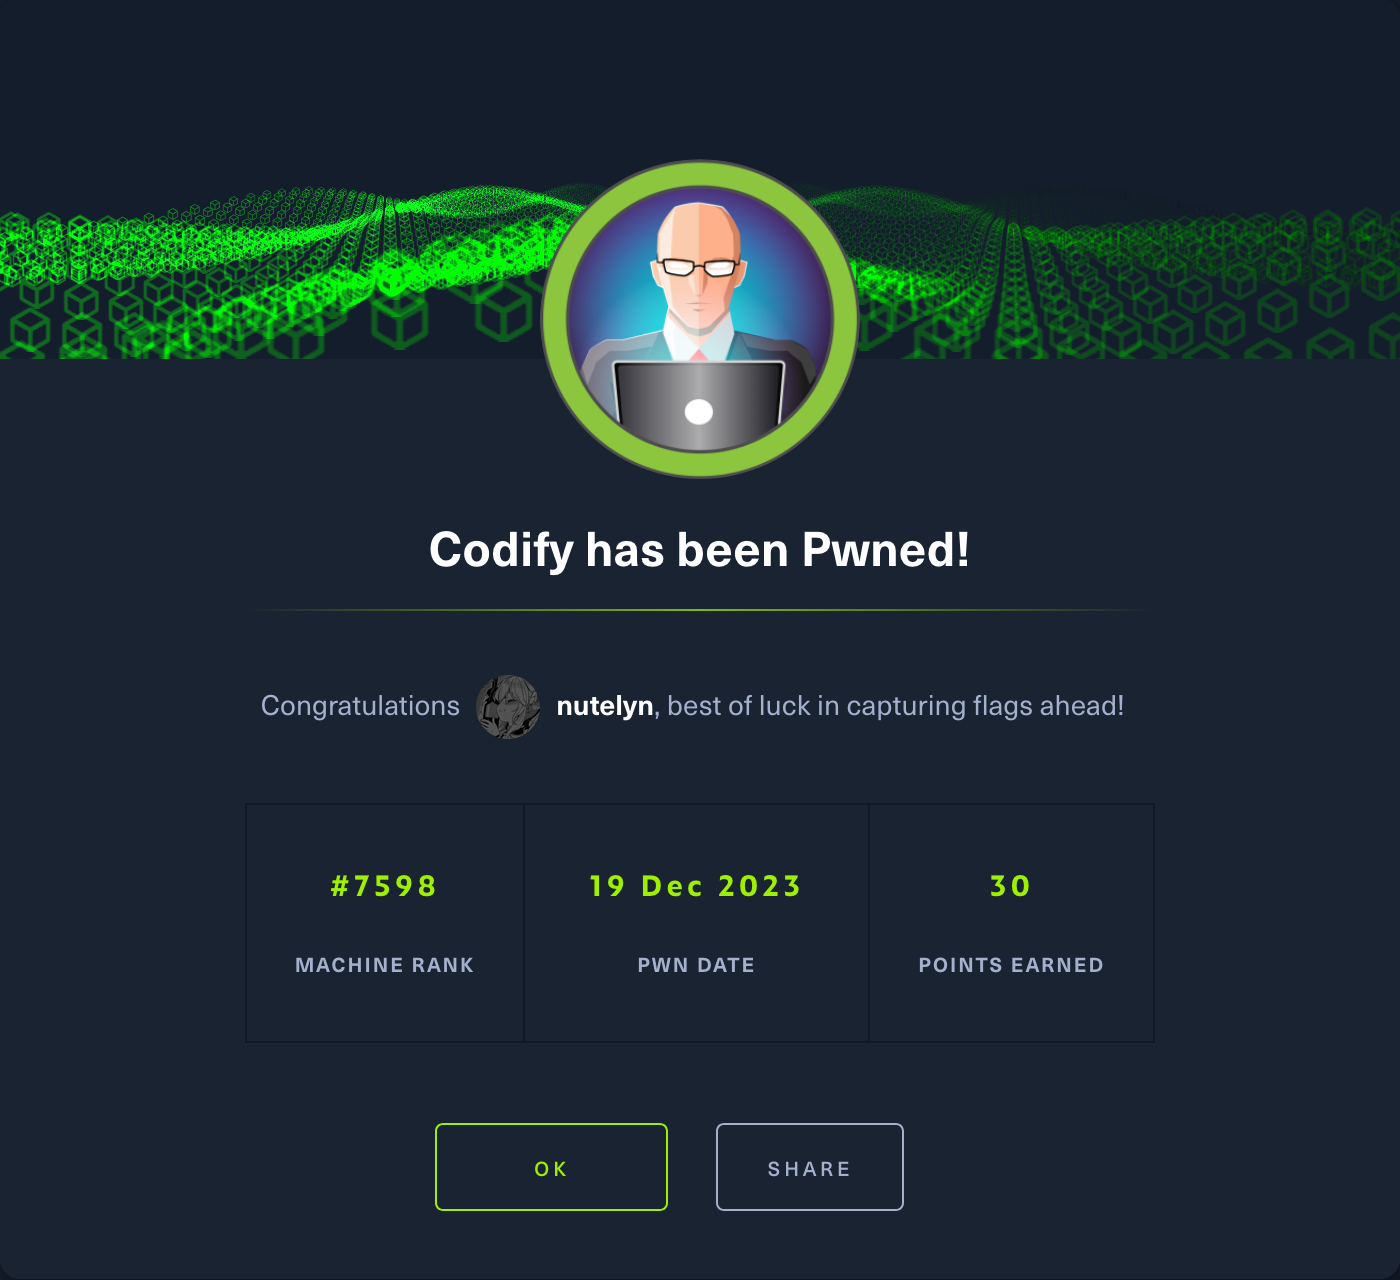 Codify has been Pwned!
Congratulations nutelyn, best of luck in capturing flags ahead!
#7598 19 Dec 2023 30
MACHINE RANK PWN DATE POINTS EARNED
OK SHARE